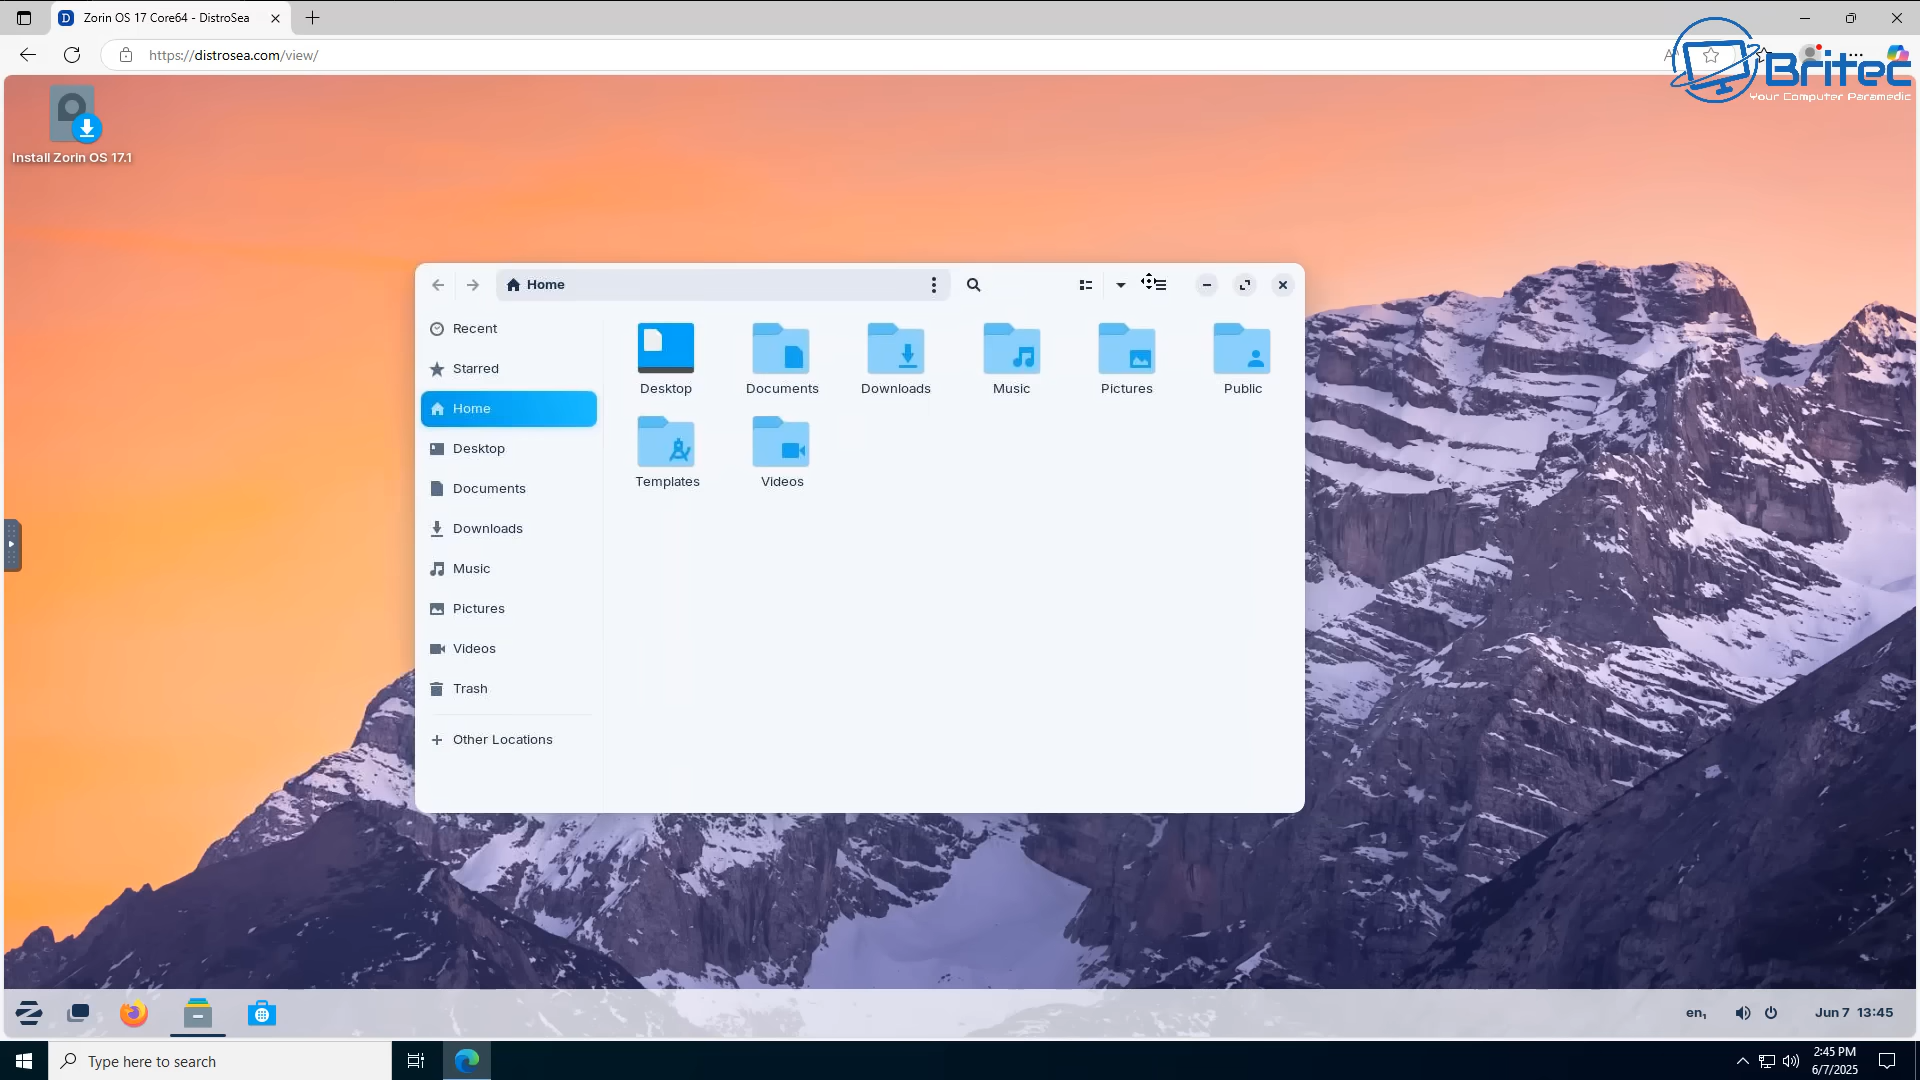 Zorin OS 17 Core64 - DistroSea
https://distrosea.com/view/
Britec
Your Computer Paramedic
Install Zorin OS 17.1
Home
Recent
Starred
Home
Desktop
Documents
Downloads
Music
Pictures
Videos
Trash
Other Locations
Desktop
Documents
Downloads
Music
Pictures
Public
Templates
Videos
en₁
Jun 7 13:45
Type here to search
2:45 PM
6/7/2025